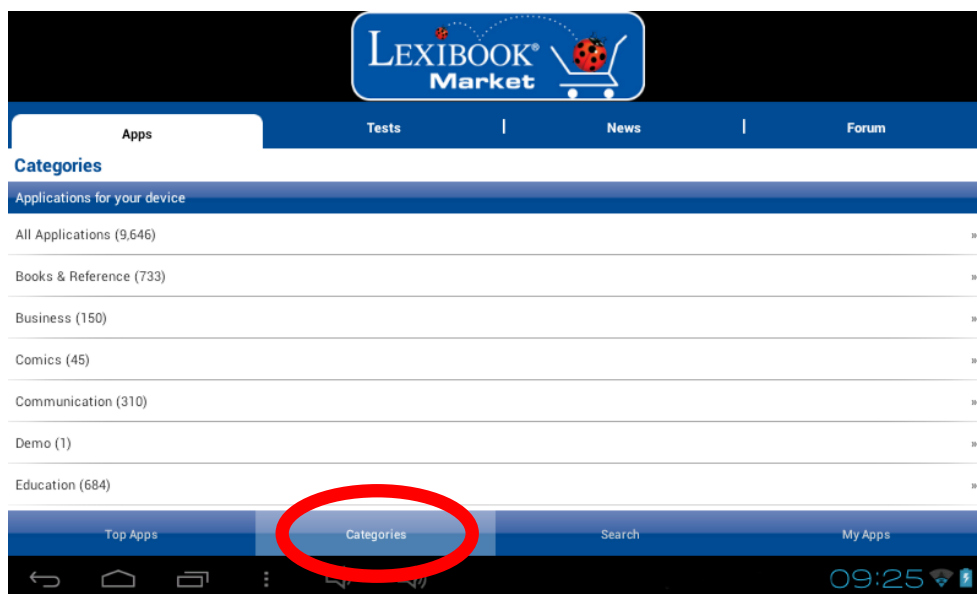 LEXIBOOK®
Market
Apps Tests | News | Forum
Categories
Applications for your device
All Applications (9,646) »
Books & Reference (733) »
Business (150) »
Comics (45) »
Communication (310) »
Demo (1) »
Education (684) »
Top Apps Categories Search My Apps
09:25